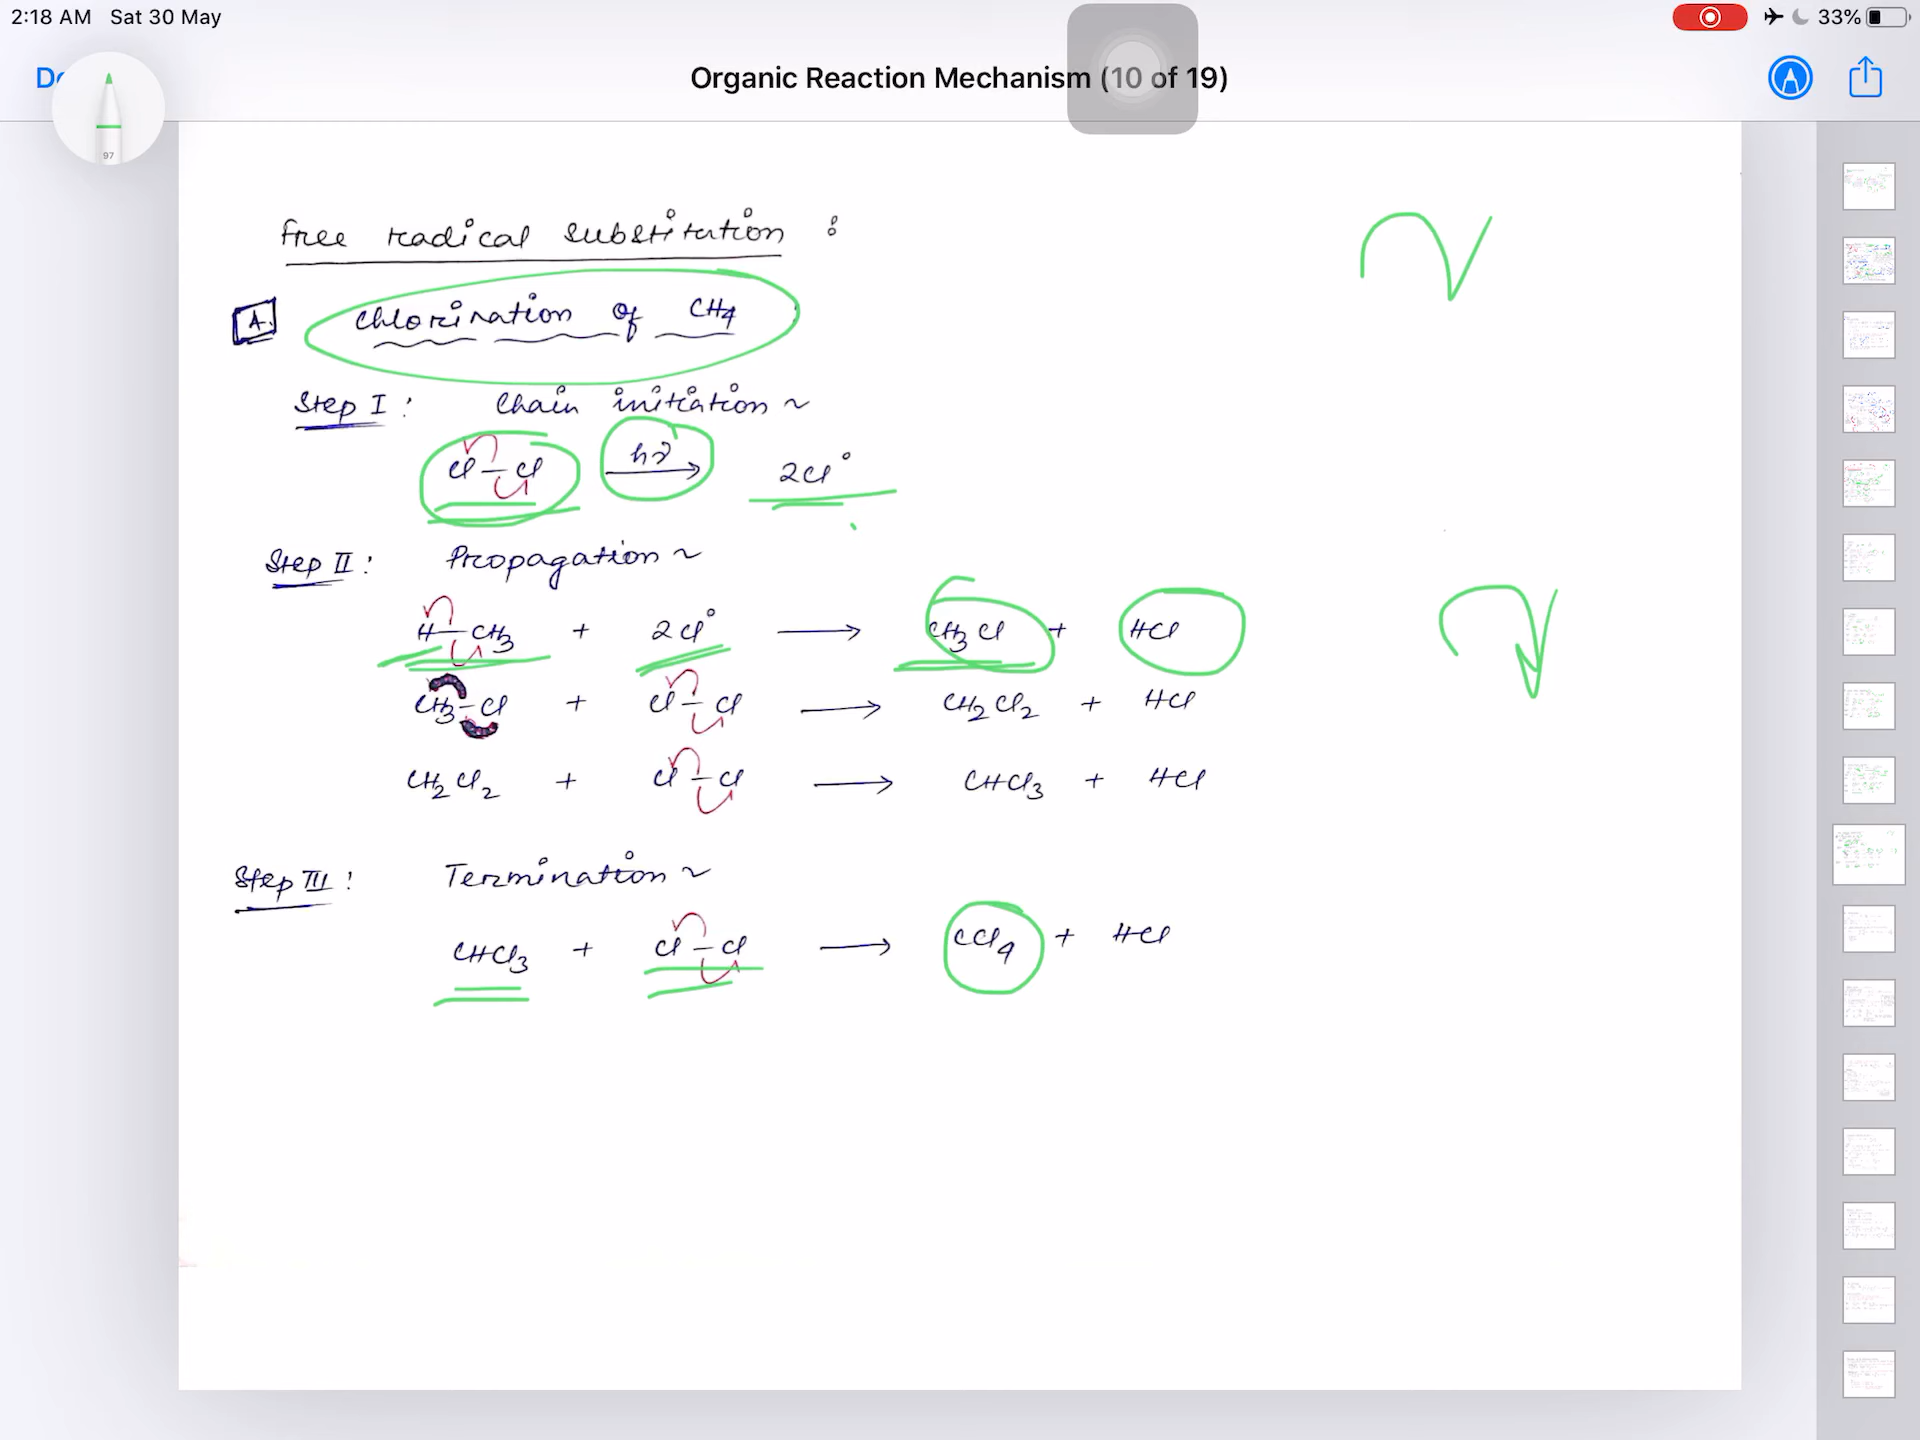 2:18 AM Sat 30 May 33%
Organic Reaction Mechanism (10 of 19)
97
Free radical substitution :
A. Chlorination of CH4
Step I : Chain initiation ~
Cl – Cl hν → 2Cl°
Step II : Propagation ~
H – CH3 + 2Cl° → CH3Cl + HCl
CH3 – Cl + Cl – Cl → CH2Cl2 + HCl
CH2Cl2 + Cl – Cl → CHCl3 + HCl
Step III : Termination ~
CHCl3 + Cl – Cl → CCl4 + HCl